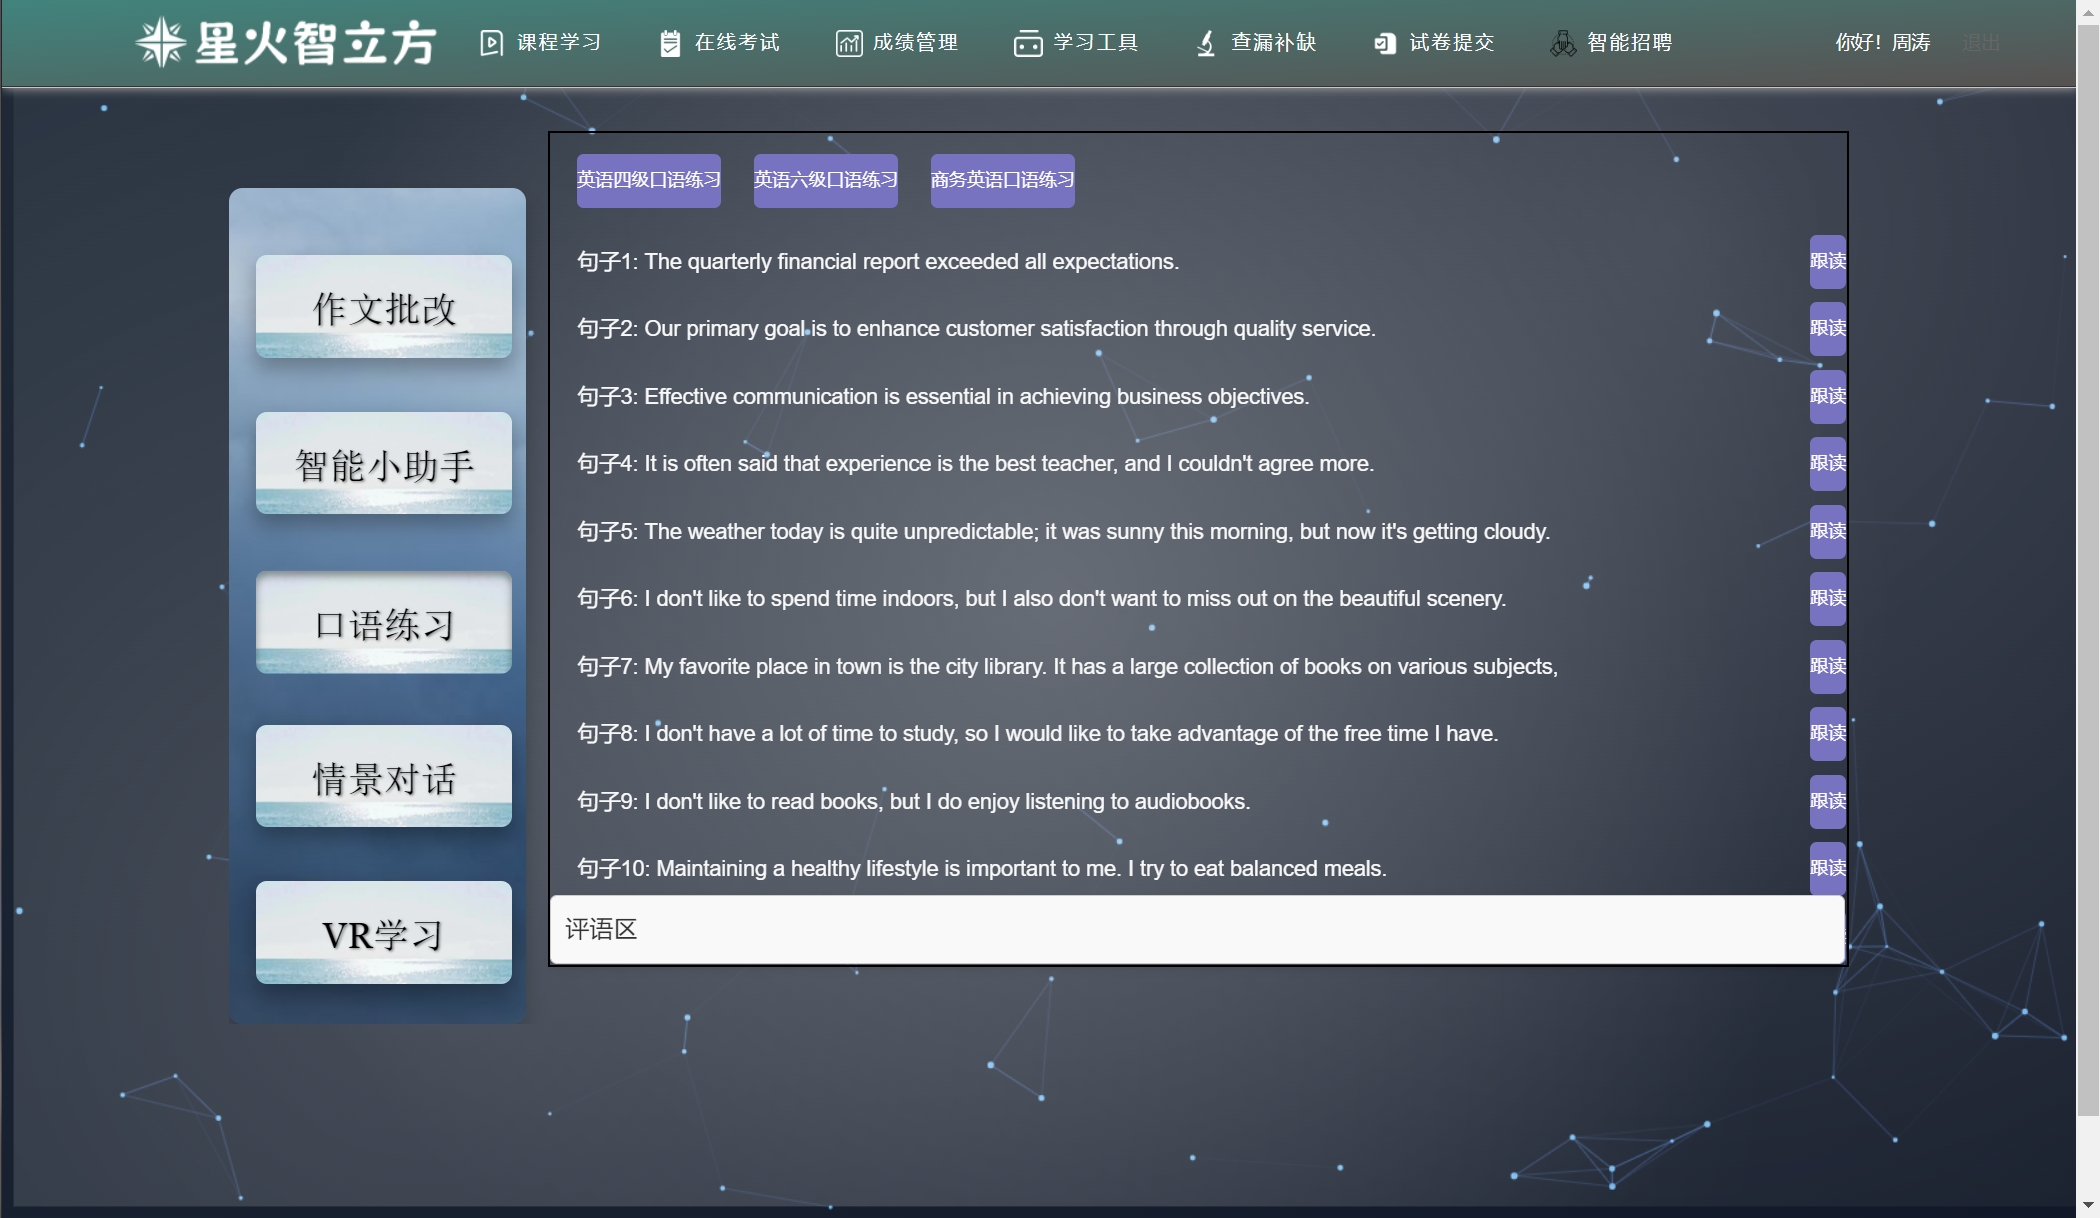 星火智立方
课程学习
在线考试
成绩管理
学习工具
查漏补缺
试卷提交
智能招聘
你好！周涛
退出
作文批改
智能小助手
口语练习
情景对话
VR学习
英语四级口语练习
英语六级口语练习
商务英语口语练习
句子1: The quarterly financial report exceeded all expectations.
跟读
句子2: Our primary goal is to enhance customer satisfaction through quality service.
跟读
句子3: Effective communication is essential in achieving business objectives.
跟读
句子4: It is often said that experience is the best teacher, and I couldn't agree more.
跟读
句子5: The weather today is quite unpredictable; it was sunny this morning, but now it's getting cloudy.
跟读
句子6: I don't like to spend time indoors, but I also don't want to miss out on the beautiful scenery.
跟读
句子7: My favorite place in town is the city library. It has a large collection of books on various subjects,
跟读
句子8: I don't have a lot of time to study, so I would like to take advantage of the free time I have.
跟读
句子9: I don't like to read books, but I do enjoy listening to audiobooks.
跟读
句子10: Maintaining a healthy lifestyle is important to me. I try to eat balanced meals.
跟读
评语区